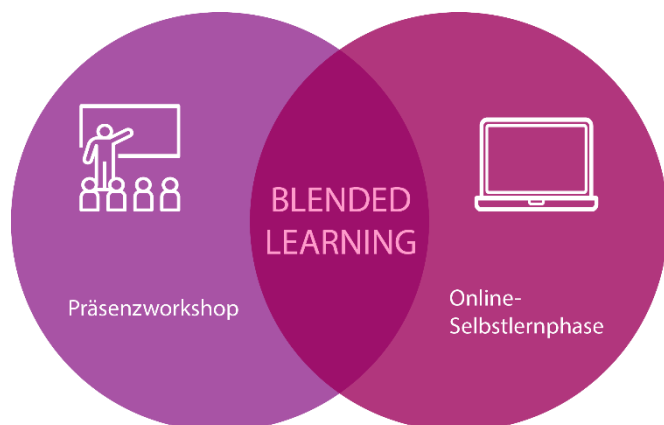 BLENDED
LEARNING
Präsenzworkshop
Online-
Selbstlernphase